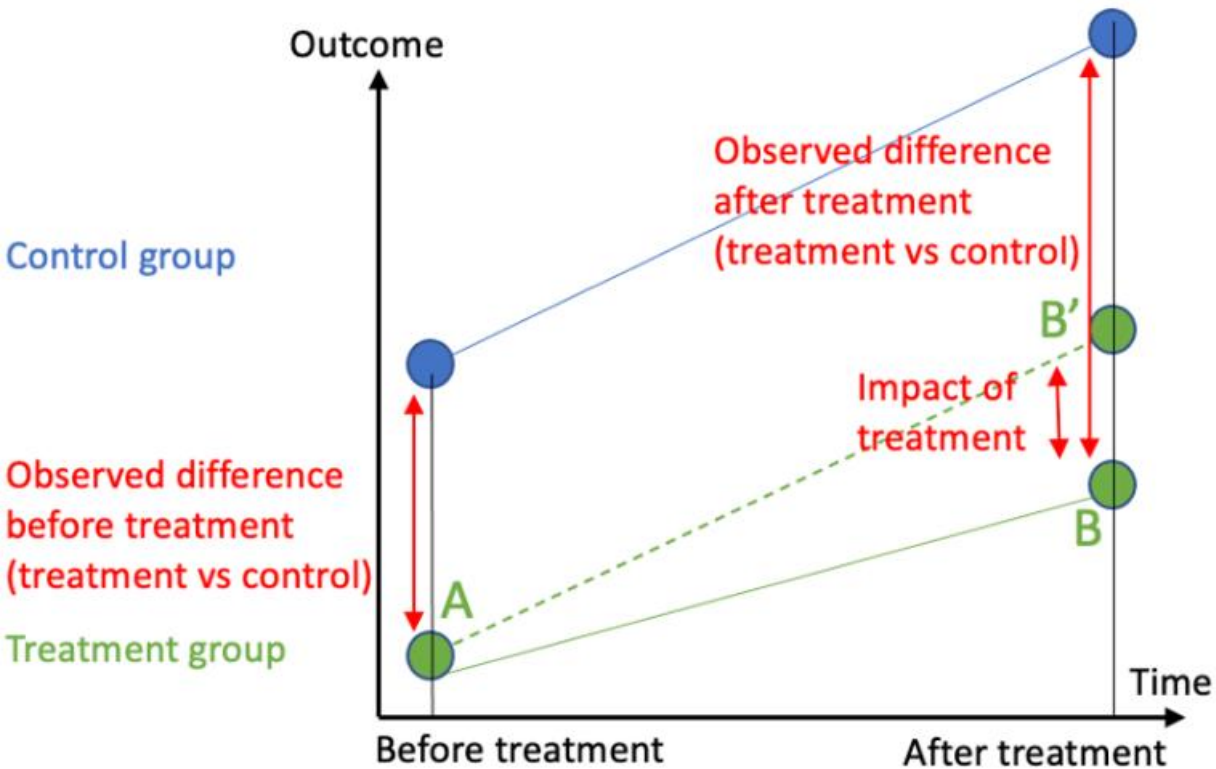 Outcome
Observed difference
after treatment
(treatment vs control)
Control group
B’
Impact of
treatment
Observed difference
before treatment
(treatment vs control)
B
A
Treatment group
Time
Before treatment
After treatment